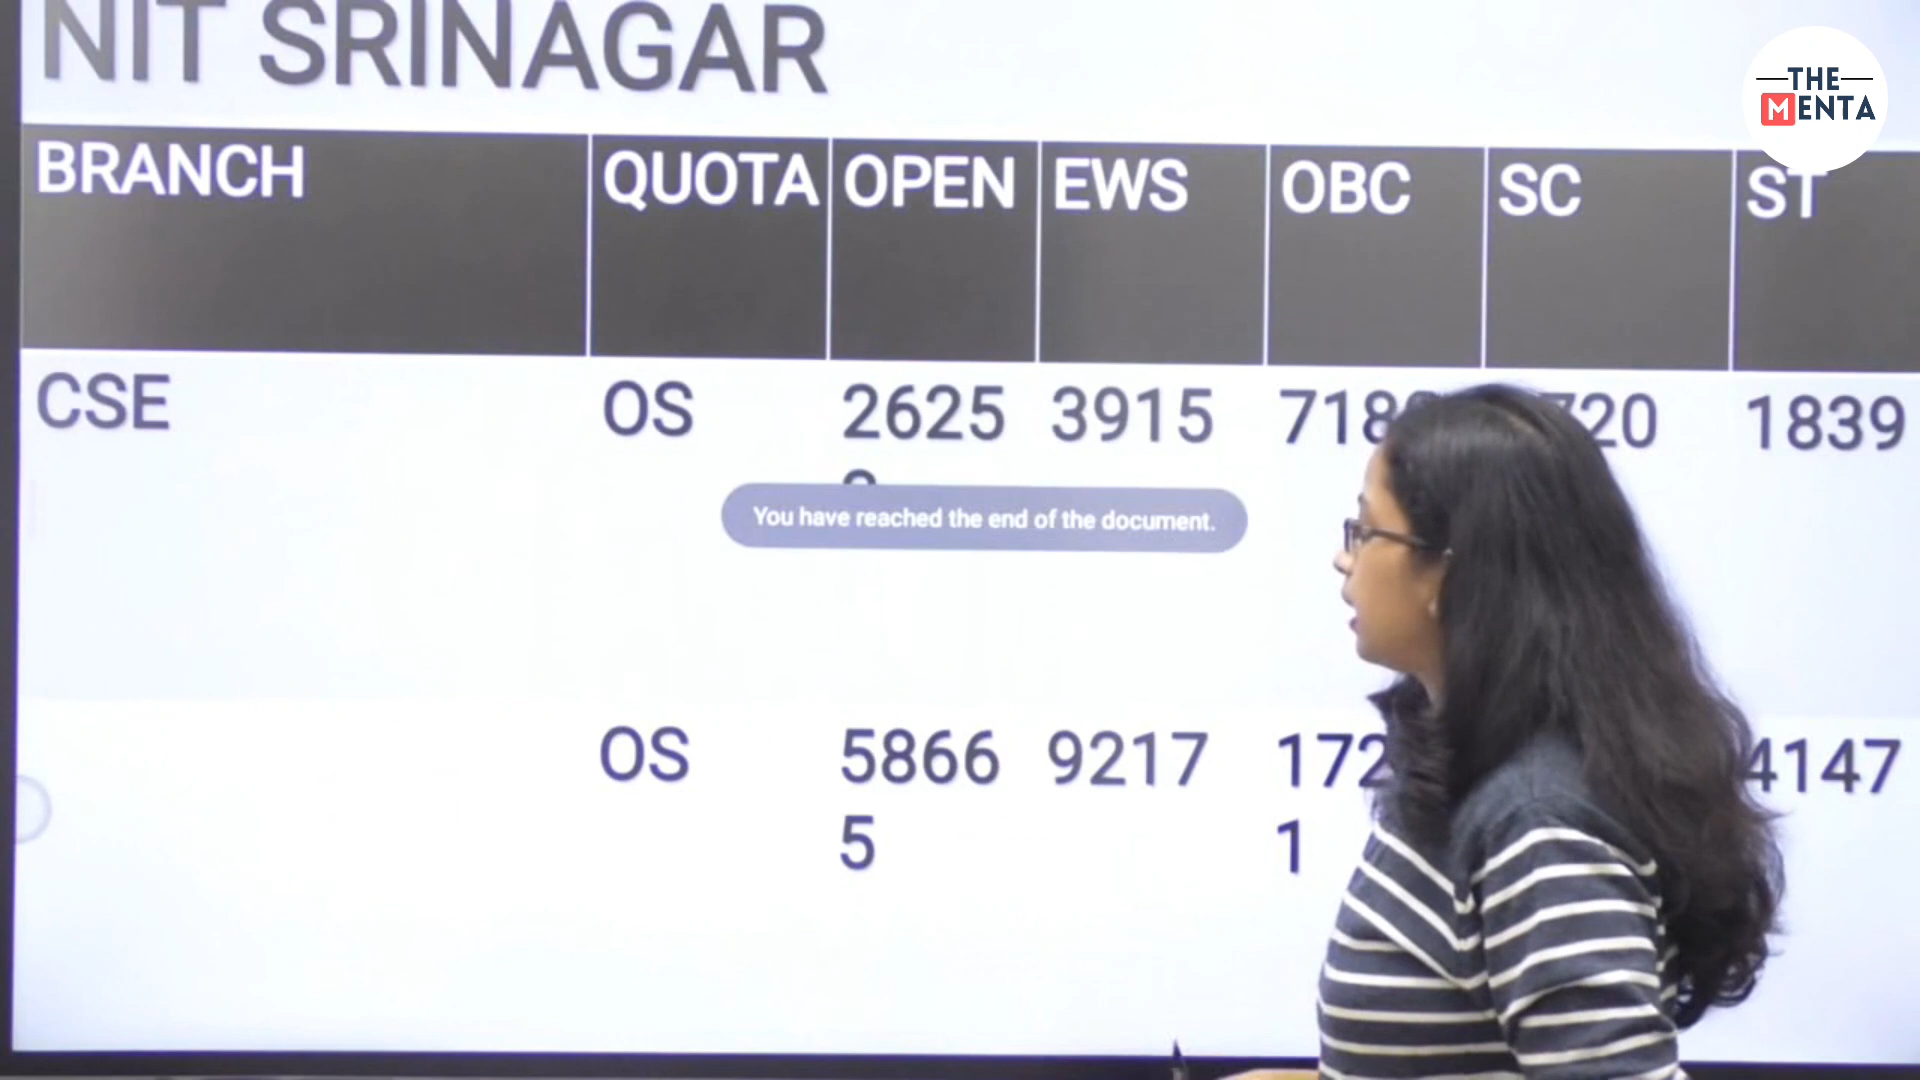 NIT SRINAGAR
THE
MENTA
BRANCH QUOTA OPEN EWS OBC SC ST
CSE OS 2625 3915 1839
You have reached the end of the document.
OS 5866 9217 4147
5 1